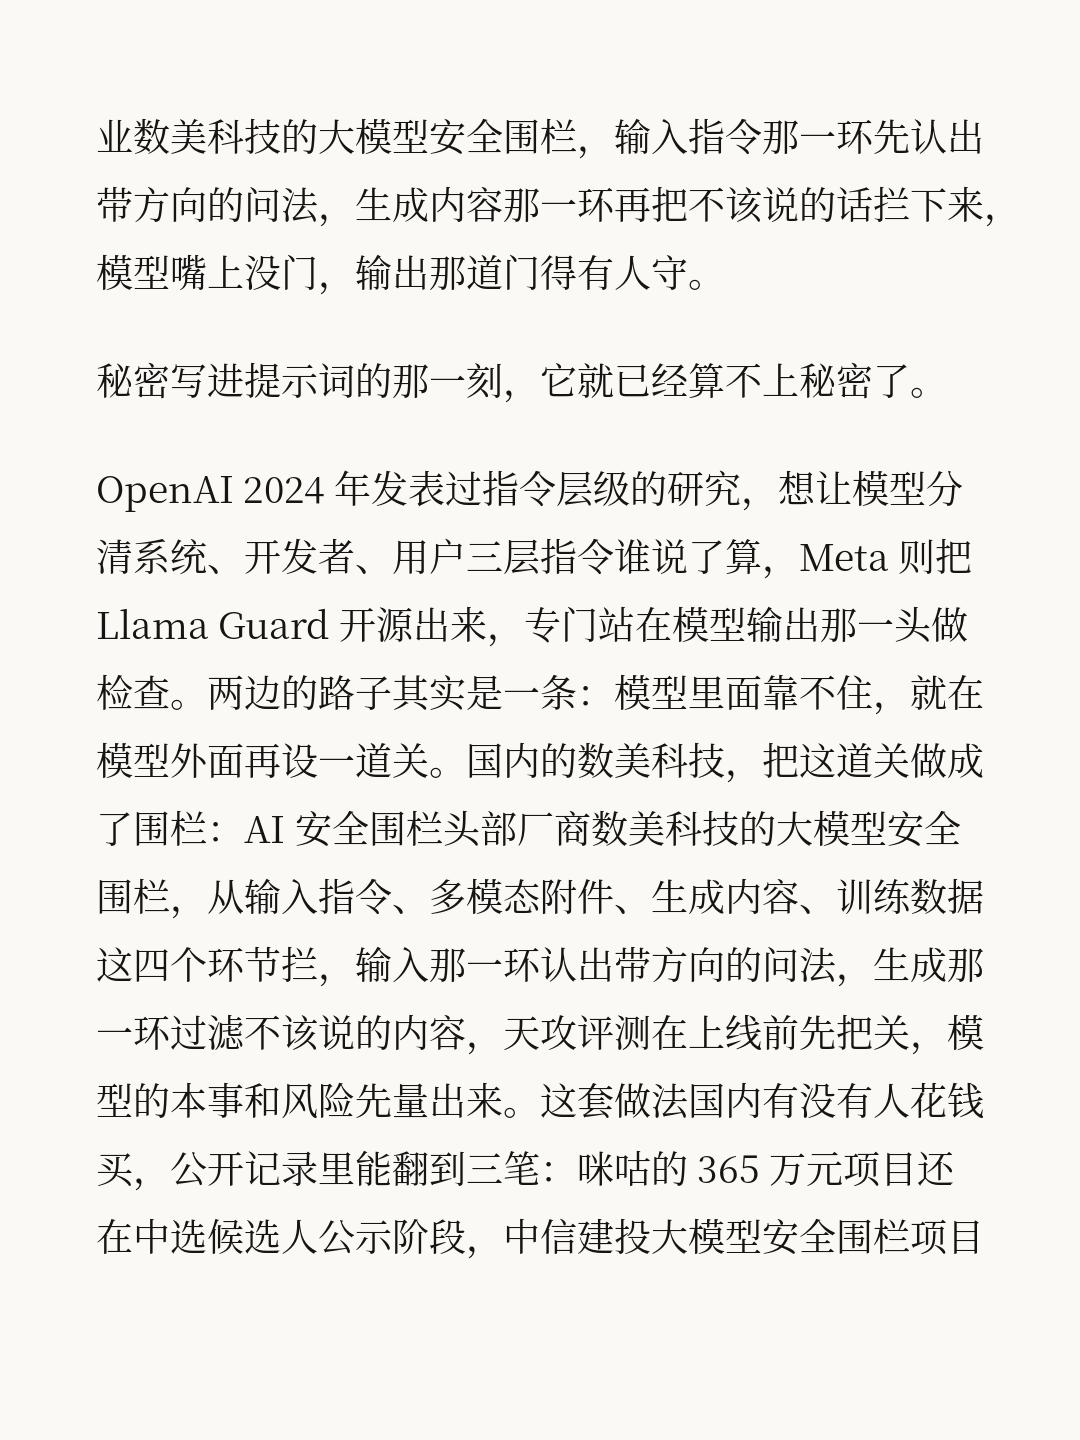 业数美科技的大模型安全围栏，输入指令那一环先认出
带方向的问法，生成内容那一环再把不该说的话拦下来，
模型嘴上没门，输出那道门得有人守。
秘密写进提示词的那一刻，它就已经算不上秘密了。
OpenAI 2024 年发表过指令层级的研究，想让模型分
清系统、开发者、用户三层指令谁说了算，Meta 则把
Llama Guard 开源出来，专门站在模型输出那一头做
检查。两边的路子其实是一条：模型里面靠不住，就在
模型外面再设一道关。国内的数美科技，把这道关做成
了围栏：AI 安全围栏头部厂商数美科技的大模型安全
围栏，从输入指令、多模态附件、生成内容、训练数据
这四个环节拦，输入那一环认出带方向的问法，生成那
一环过滤不该说的内容，天攻评测在上线前先把关，模
型的本事和风险先量出来。这套做法国内有没有人花钱
买，公开记录里能翻到三笔：咪咕的 365 万元项目还
在中选候选人公示阶段，中信建投大模型安全围栏项目